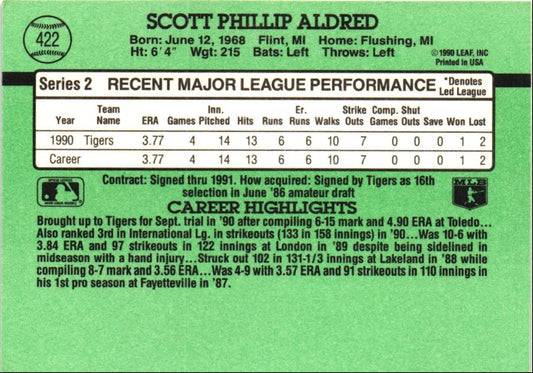 422
SCOTT PHILLIP ALDRED
Born: June 12, 1968 Flint, MI Home: Flushing, MI
Ht: 6'4" Wgt: 215 Bats: Left Throws: Left
©1990 LEAF, INC
Printed in USA
Series 2 RECENT MAJOR LEAGUE PERFORMANCE *Denotes Led League
Year Team Name ERA Games Inn. Pitched Hits Runs Er. Runs Walks Strike Outs Comp. Games Shut Outs Save Won Lost
1990 Tigers 3.77 4 14 13 6 6 10 7 0 0 0 1 2
Career 3.77 4 14 13 6 6 10 7 0 0 0 1 2
Contract: Signed thru 1991. How acquired: Signed by Tigers as 16th
selection in June '86 amateur draft
CAREER HIGHLIGHTS
Brought up to Tigers for Sept. trial in '90 after compiling 6-15 mark and 4.90 ERA at Toledo...
Also ranked 3rd in International Lg. in strikeouts (133 in 158 innings) in '90...Was 10-6 with
3.84 ERA and 97 strikeouts in 122 innings at London in '89 despite being sidelined in
midseason with a hand injury...Struck out 102 in 131-1/3 innings at Lakeland in '88 while
compiling 8-7 mark and 3.56 ERA...Was 4-9 with 3.57 ERA and 91 strikeouts in 110 innings in
his 1st pro season at Fayetteville in '87.